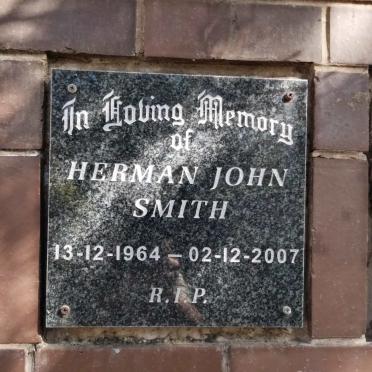 In Loving Memory
of
HERMAN JOHN
SMITH
13-12-1964 – 02-12-2007
R.I.P.